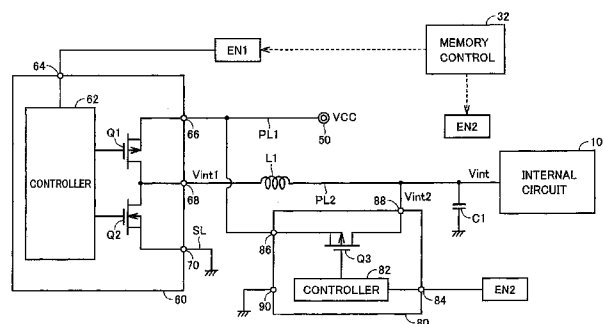 32
MEMORY CONTROL
EN1
64
EN2
62
CONTROLLER
Q1
Q2
66
VCC
PL1
50
Vint1
68
L1
PL2
Vint2
88
Vint
C1
10
INTERNAL CIRCUIT
SL
70
60
86
Q3
82
CONTROLLER
90
84
EN2
80